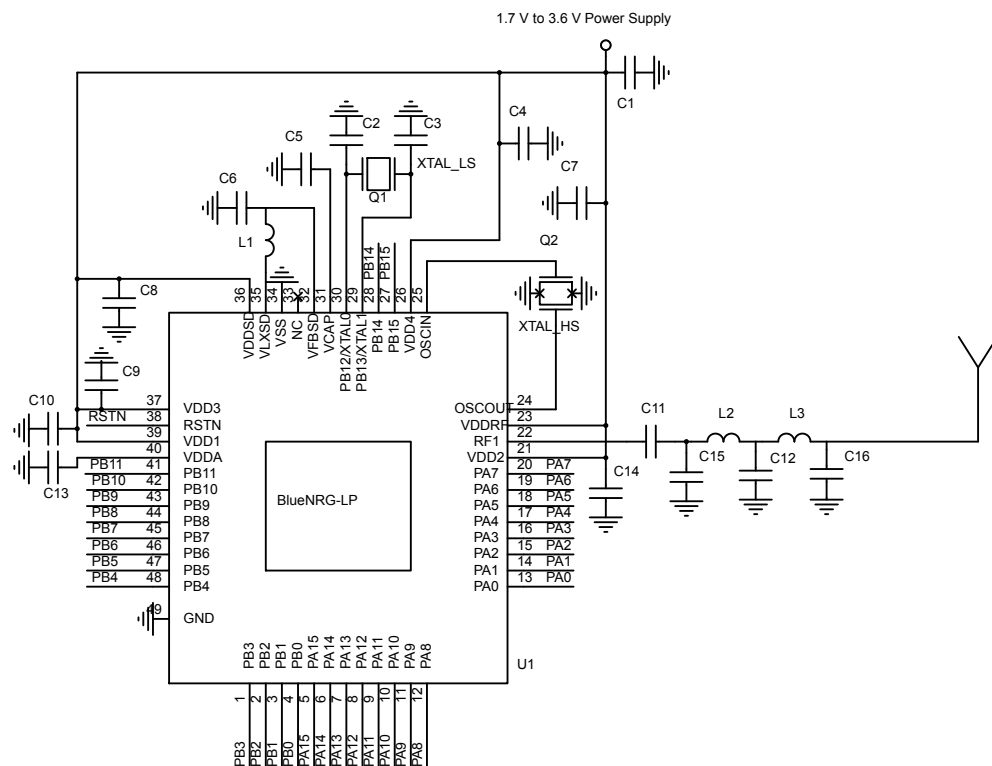 1.7 V to 3.6 V Power Supply
C1
C2
C3
C4
C5
XTAL_LS
C7
C6
Q1
L1
Q2
PB14
PB15
C8
36
35
34
33
32
31
30
29
28
27
26
25
VDDSD
VLXSD
VSS
NC
VFBSD
VCAP
PB12/XTAL0
PB13/XTAL1
PB14
PB15
VDD4
OSCIN
XTAL_HS
C9
C10
37 VDD3
RSTN 38 RSTN
39 VDD1
40 VDDA
C13
PB11 41 PB11
PB10 42 PB10
PB9 43 PB9
PB8 44 PB8
PB7 45 PB7
PB6 46 PB6
PB5 47 PB5
PB4 48 PB4
49 GND
BlueNRG-LP
OSCOUT 24
VDDRF 23
RF1 22
VDD2 21
PA7 20 PA7
PA6 19 PA6
PA5 18 PA5
PA4 17 PA4
PA3 16 PA3
PA2 15 PA2
PA1 14 PA1
PA0 13 PA0
C11
L2
L3
C14
C15
C12
C16
U1
PB3
PB2
PB1
PB0
PA15
PA14
PA13
PA12
PA11
PA10
PA9
PA8
1
2
3
4
5
6
7
8
9
10
11
12
PB3
PB2
PB1
PB0
PA15
PA14
PA13
PA12
PA11
PA10
PA9
PA8